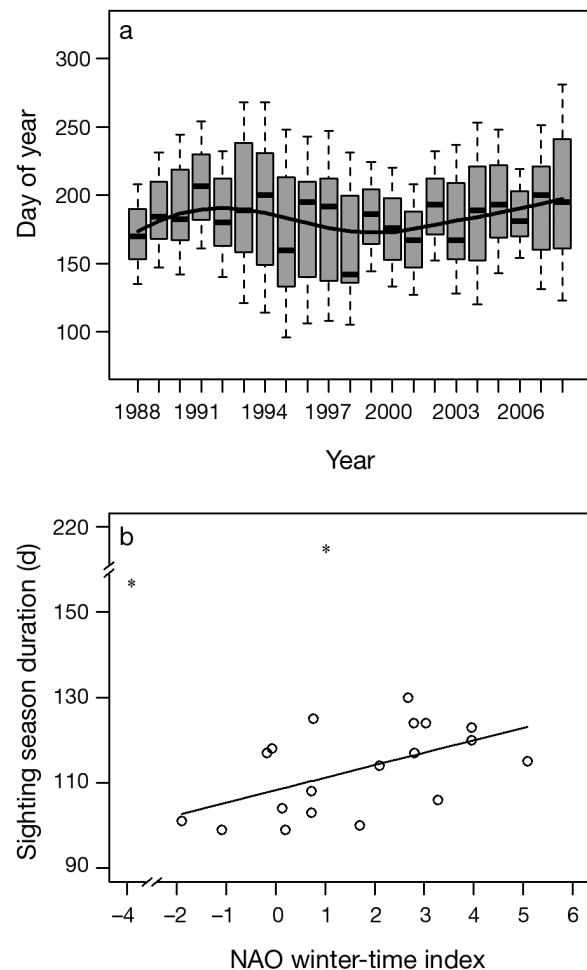 a
300
250
200
150
100
Day of year
1988 1991 1994 1997 2000 2003 2006
Year
b
220
150
130
110
90
Sighting season duration (d)
*
*
–4 –2 –1 0 1 2 3 4 5 6
NAO winter-time index